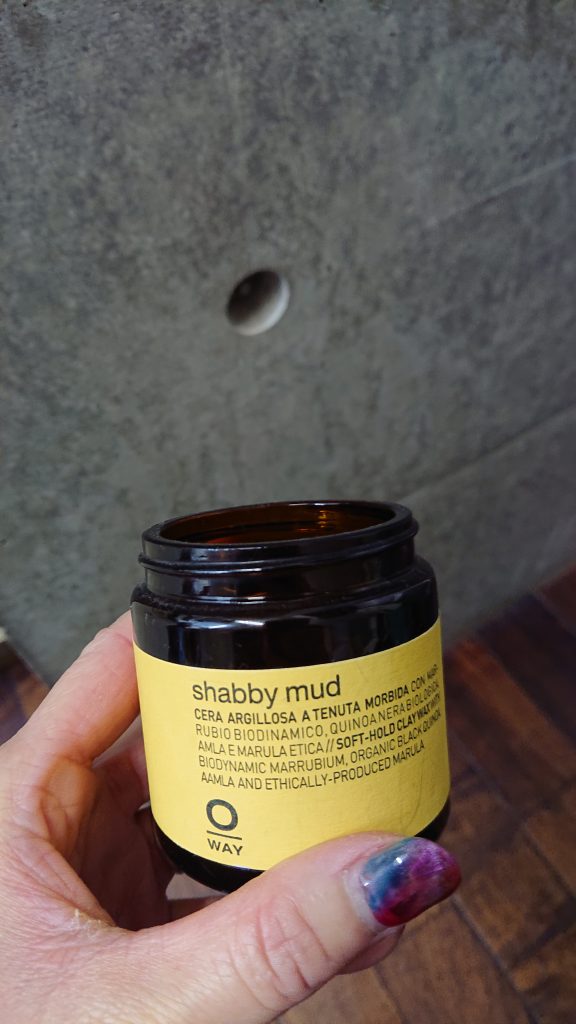 shabby mud
CERA ARGILLOSA A TENUTA MORBIDA CON MAR-
RUBIO BIODINAMICO, QUINOA NERA BIOLOGICA,
AMLA E MARULA ETICA // SOFT-HOLD CLAY WAX WITH
BIODYNAMIC MARRUBIUM, ORGANIC BLACK QUINOA,
AAMLA AND ETHICALLY-PRODUCED MARULA
O
WAY